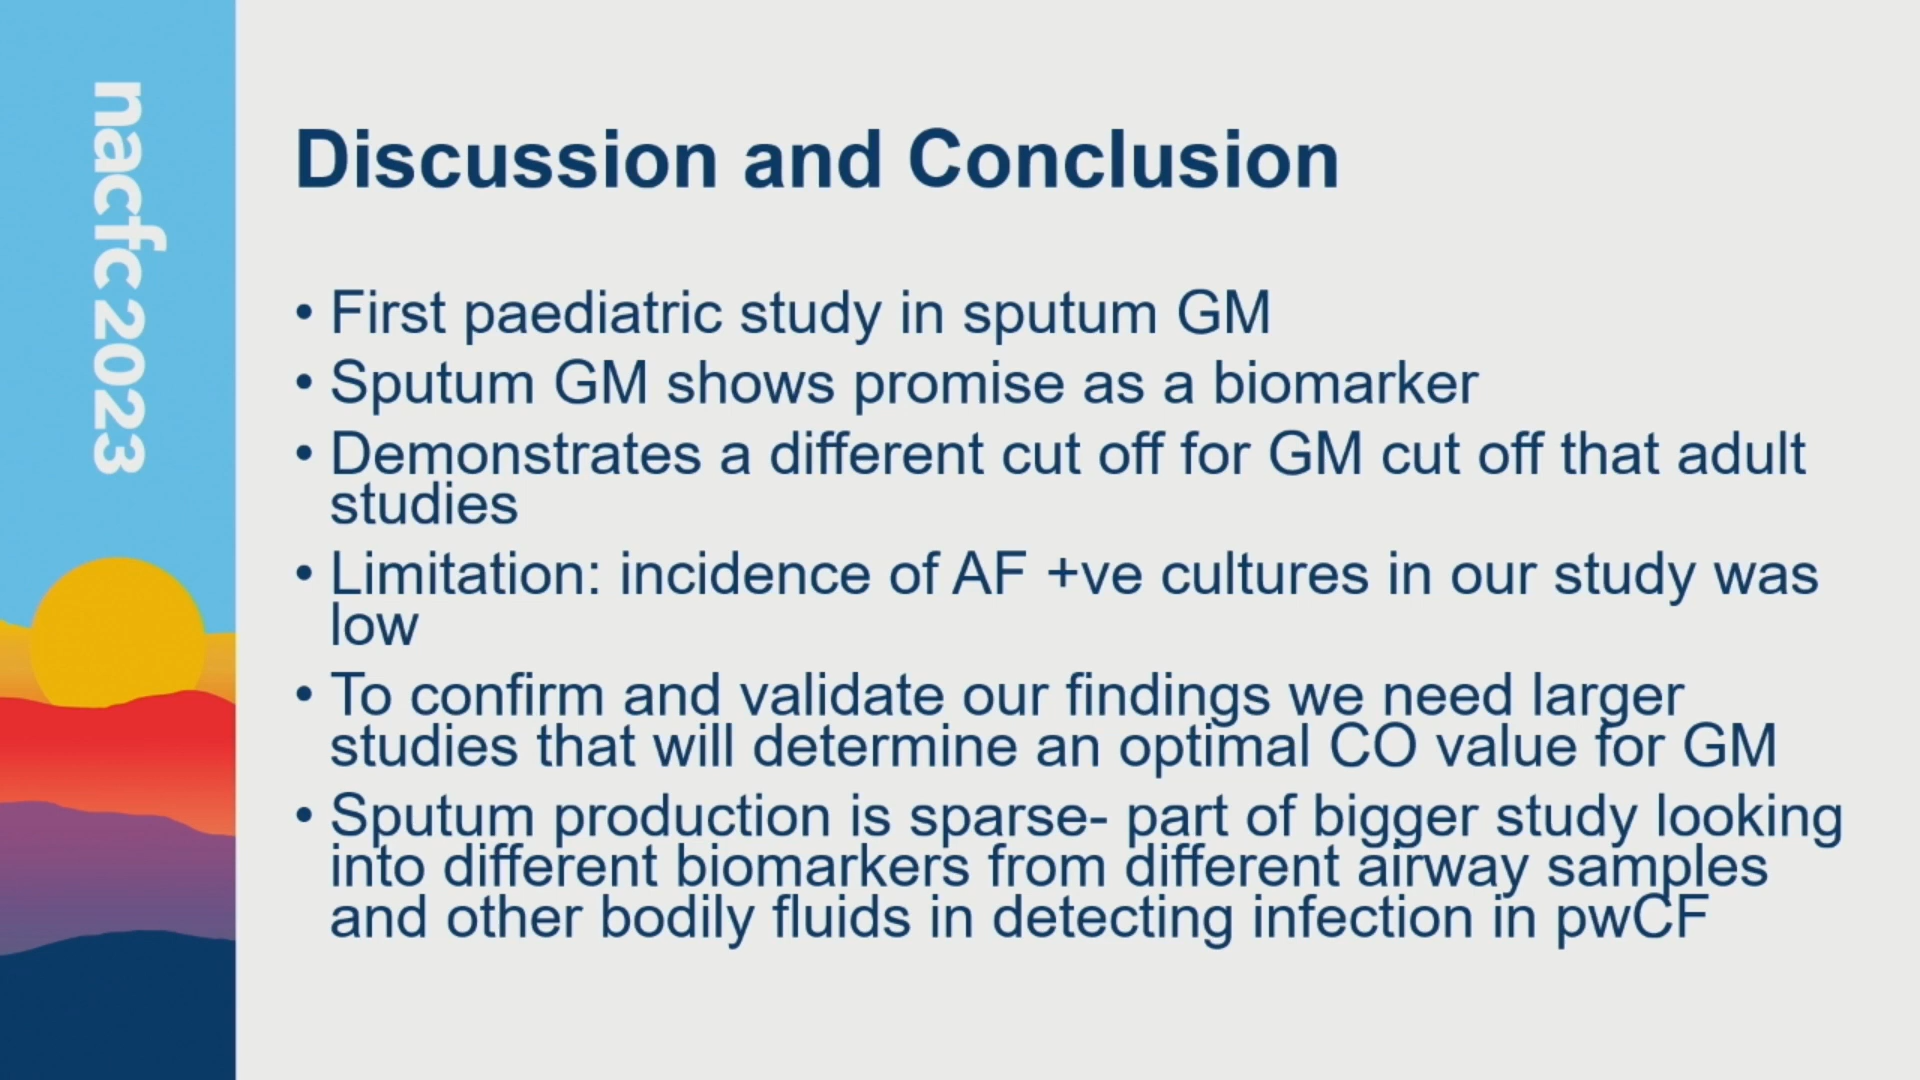 nacfc 2023
Discussion and Conclusion
• First paediatric study in sputum GM
• Sputum GM shows promise as a biomarker
• Demonstrates a different cut off for GM cut off that adult
studies
• Limitation: incidence of AF +ve cultures in our study was
low
• To confirm and validate our findings we need larger
studies that will determine an optimal CO value for GM
• Sputum production is sparse- part of bigger study looking
into different biomarkers from different airway samples
and other bodily fluids in detecting infection in pwCF